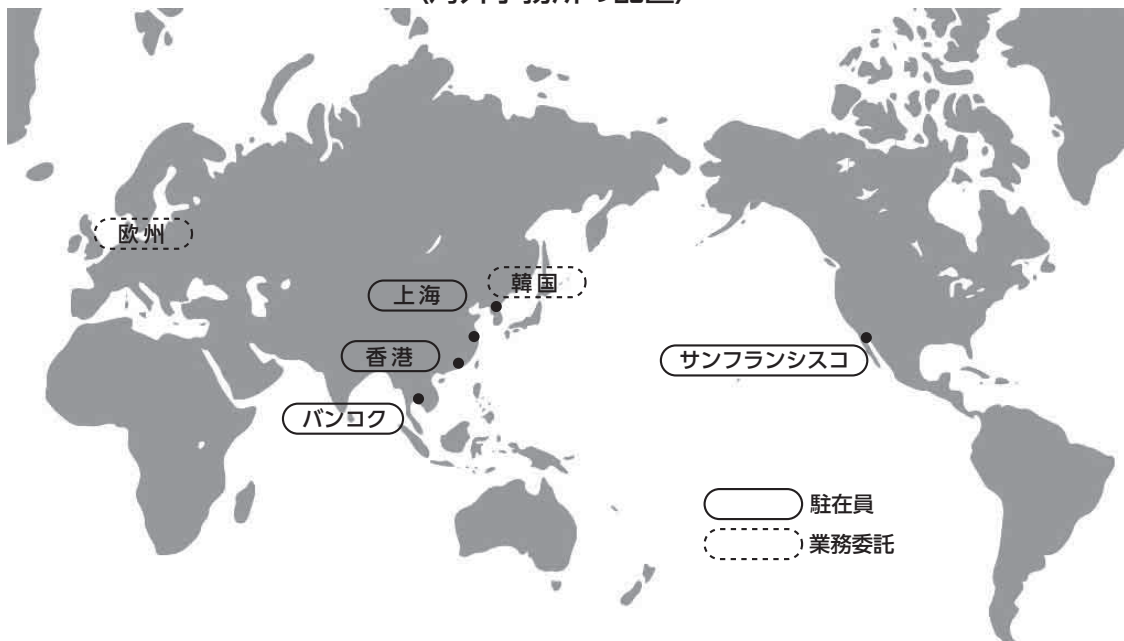 欧州
上海
韓国
香港
サンフランシスコ
バンコク
駐在員
業務委託